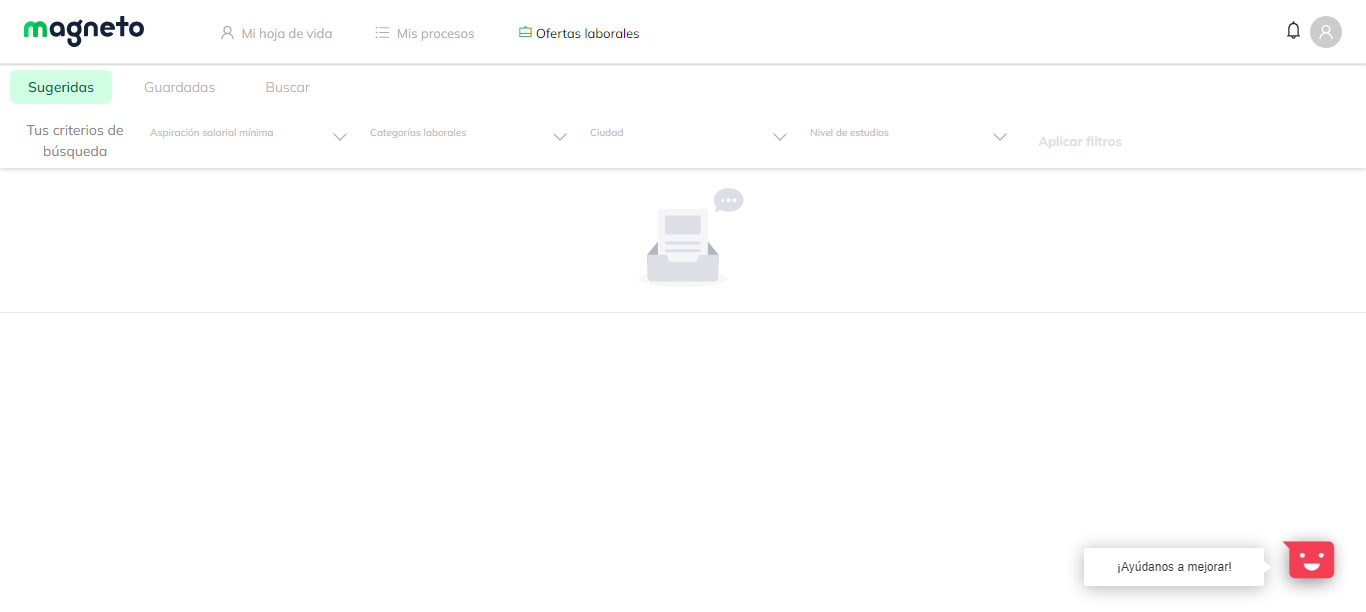 magneto
Mi hoja de vida
Mis procesos
Ofertas laborales
Sugeridas
Guardadas
Buscar
Tus criterios de
búsqueda
Aspiración salarial mínima
Categorías laborales
Ciudad
Nivel de estudios
Aplicar filtros
¡Ayúdanos a mejorar!